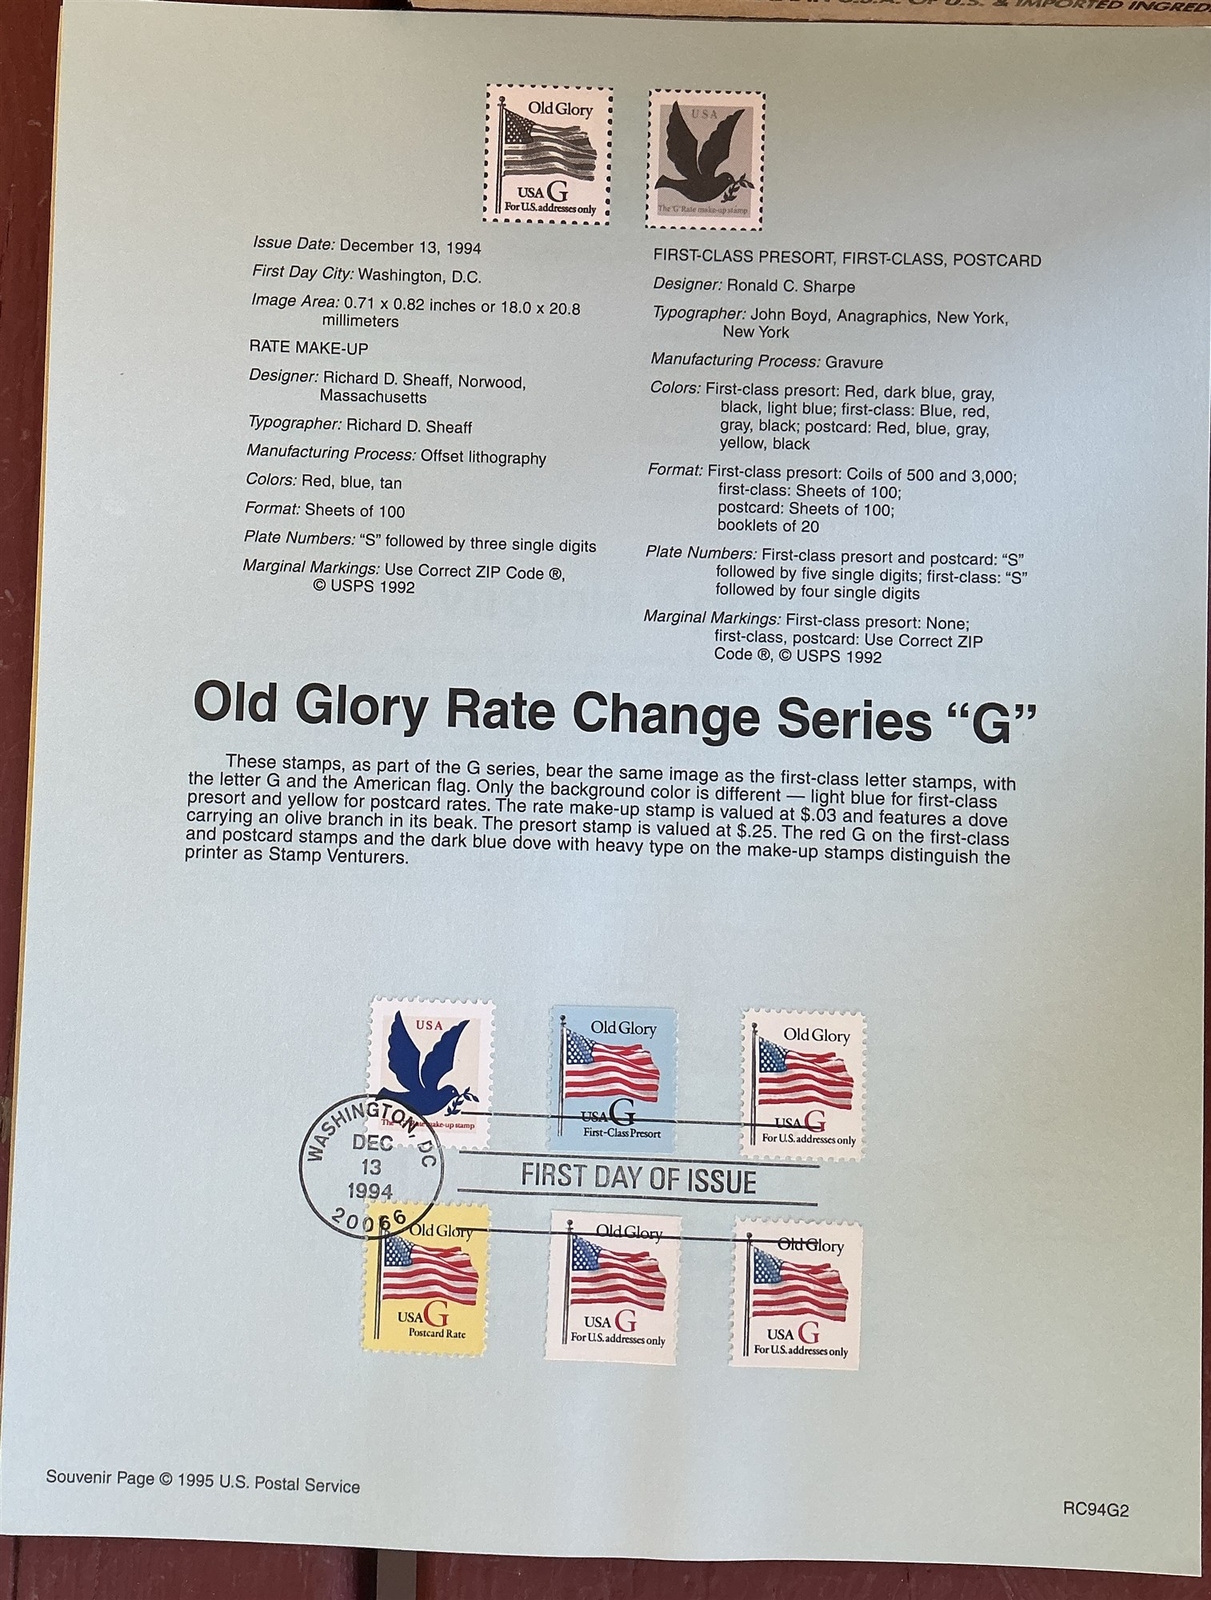 IN U.S.A. OF U.S. & IMPORTED INGRED
Old Glory
USA G
For U.S. addresses only
USA
The 'G' Rate make-up stamp
Issue Date: December 13, 1994
First Day City: Washington, D.C.
Image Area: 0.71 x 0.82 inches or 18.0 x 20.8
millimeters
RATE MAKE-UP
Designer: Richard D. Sheaff, Norwood,
Massachusetts
Typographer: Richard D. Sheaff
Manufacturing Process: Offset lithography
Colors: Red, blue, tan
Format: Sheets of 100
Plate Numbers: “S” followed by three single digits
Marginal Markings: Use Correct ZIP Code ®,
© USPS 1992
FIRST-CLASS PRESORT, FIRST-CLASS, POSTCARD
Designer: Ronald C. Sharpe
Typographer: John Boyd, Anagraphics, New York,
New York
Manufacturing Process: Gravure
Colors: First-class presort: Red, dark blue, gray,
black, light blue; first-class: Blue, red,
gray, black; postcard: Red, blue, gray,
yellow, black
Format: First-class presort: Coils of 500 and 3,000;
first-class: Sheets of 100;
postcard: Sheets of 100;
booklets of 20
Plate Numbers: First-class presort and postcard: “S”
followed by five single digits; first-class: “S”
followed by four single digits
Marginal Markings: First-class presort: None;
first-class, postcard: Use Correct ZIP
Code ®, © USPS 1992
Old Glory Rate Change Series “G”
These stamps, as part of the G series, bear the same image as the first-class letter stamps, with
the letter G and the American flag. Only the background color is different — light blue for first-class
presort and yellow for postcard rates. The rate make-up stamp is valued at $.03 and features a dove
carrying an olive branch in its beak. The presort stamp is valued at $.25. The red G on the first-class
and postcard stamps and the dark blue dove with heavy type on the make-up stamps distinguish the
printer as Stamp Venturers.
USA
The make-up stamp
Old Glory
USA G
First-Class Presort
Old Glory
USA G
For U.S. addresses only
WASHINGTON, DC
DEC
13
1994
20066
FIRST DAY OF ISSUE
Old Glory
USA G
Postcard Rate
Old Glory
USA G
For U.S. addresses only
Old Glory
USA G
For U.S. addresses only
Souvenir Page © 1995 U.S. Postal Service
RC94G2